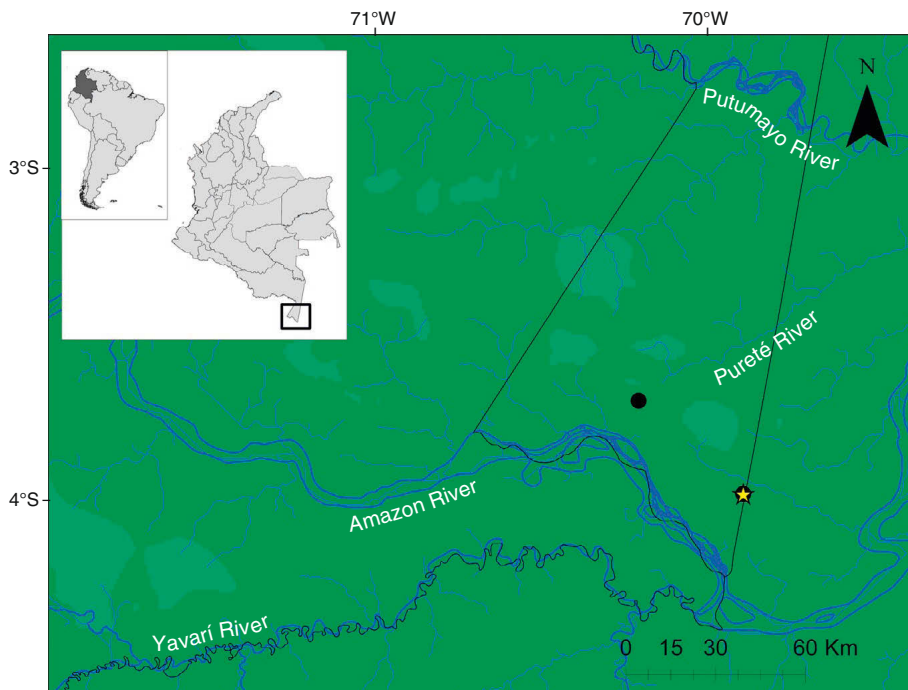 71°W 70°W
N
Putumayo River
3°S
Pureté River
4°S
Amazon River
Yavarí River
0 15 30 60 Km